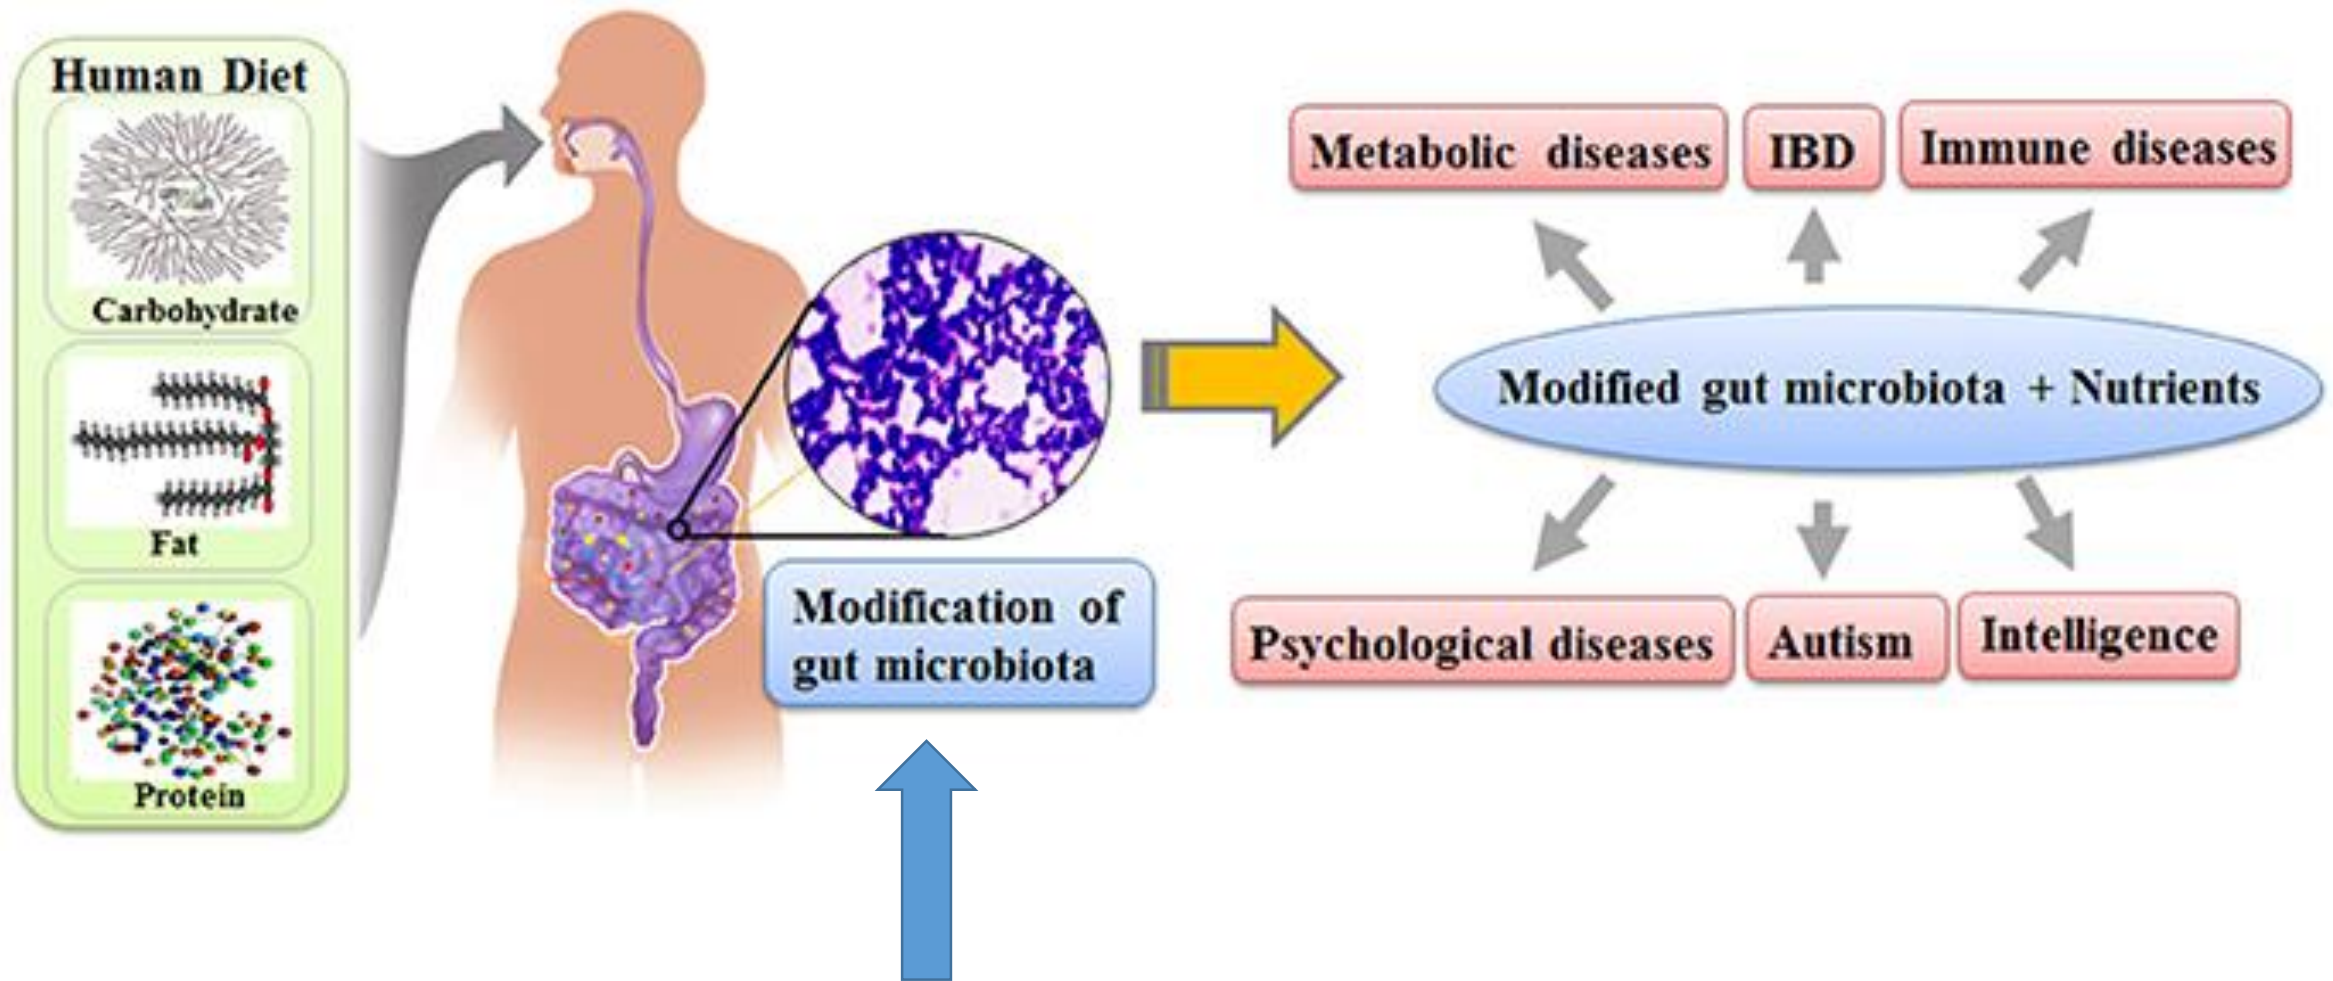 Human Diet
Carbohydrate
Fat
Protein
Modification of
gut microbiota
Metabolic diseases
IBD
Immune diseases
Modified gut microbiota + Nutrients
Psychological diseases
Autism
Intelligence